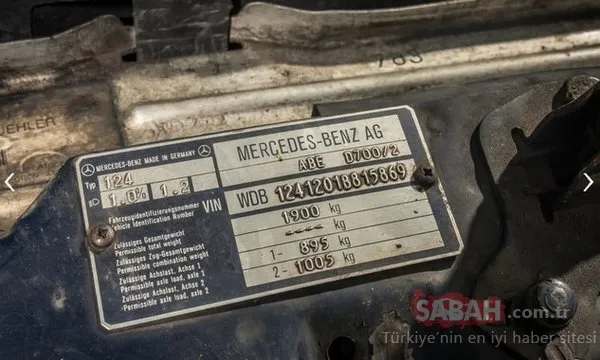 783
UEHLER
MERCEDES-BENZ MADE IN GERMANY
MERCEDES-BENZ AG
Typ 124
ABE D700/2
1.0% 1.2
Fahrzeugidentifizierungsnummer
Vehicle Identification Number
VIN
WDB 12412018815869
Zulässiges Gesamtgewicht
Permissible total weight
1900 kg
Zulässiges Zug-Gesamtgewicht
Permissible combination weight
---- kg
Zulässige Achslast, Achse 1
Permissible axle load, axle 1
1- 895 kg
Zulässige Achslast, Achse 2
Permissible axle load, axle 2
2- 1005 kg
SABAH.com.tr
Türkiye'nin en iyi haber sitesi